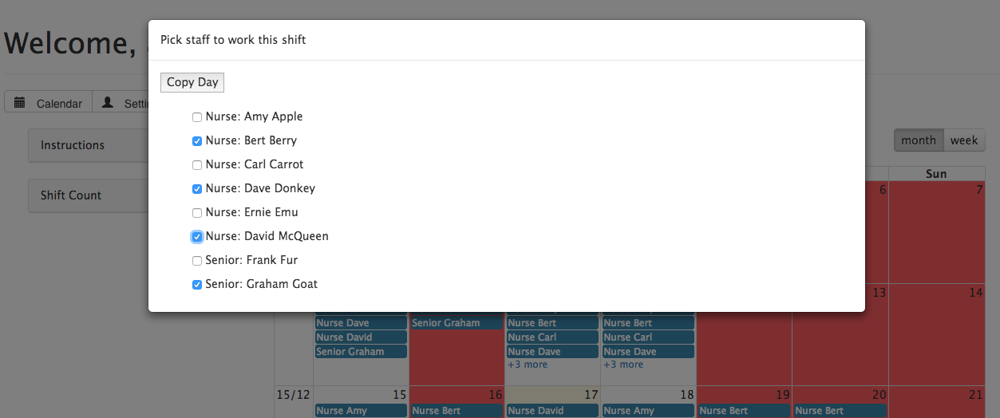 Pick staff to work this shift
Welcome,
Copy Day
Calendar
Nurse: Amy Apple
Nurse: Bert Berry
Nurse: Carl Carrot
Nurse: Dave Donkey
Nurse: Ernie Emu
Nurse: David McQueen
Senior: Frank Fur
Senior: Graham Goat
Instructions
Shift Count
month week
Sun
6 7
13 14
Nurse Dave Senior Graham Nurse Bert Nurse Bert
Nurse David Nurse Carl Nurse Carl
Senior Graham Nurse Dave Nurse Dave
+3 more +3 more
15/12 15 16 17 18 19 20 21
Nurse Amy Nurse Bert Nurse David Nurse Amy Nurse Bert Nurse Bert